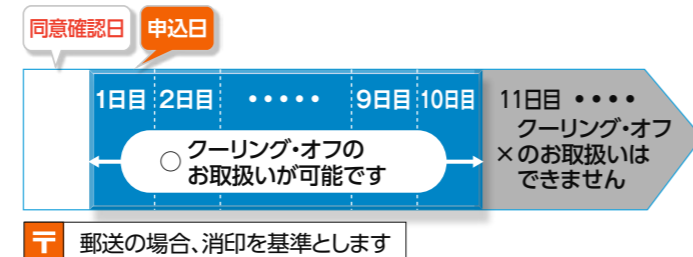 同意確認日 申込日
1日目 2日目 ・・・・・ 9日目 10日目 11日目 ・・・・
○ クーリング・オフの
お取扱いが可能です
クーリング・オフ
×のお取扱いは
できません
〒 郵送の場合、消印を基準とします